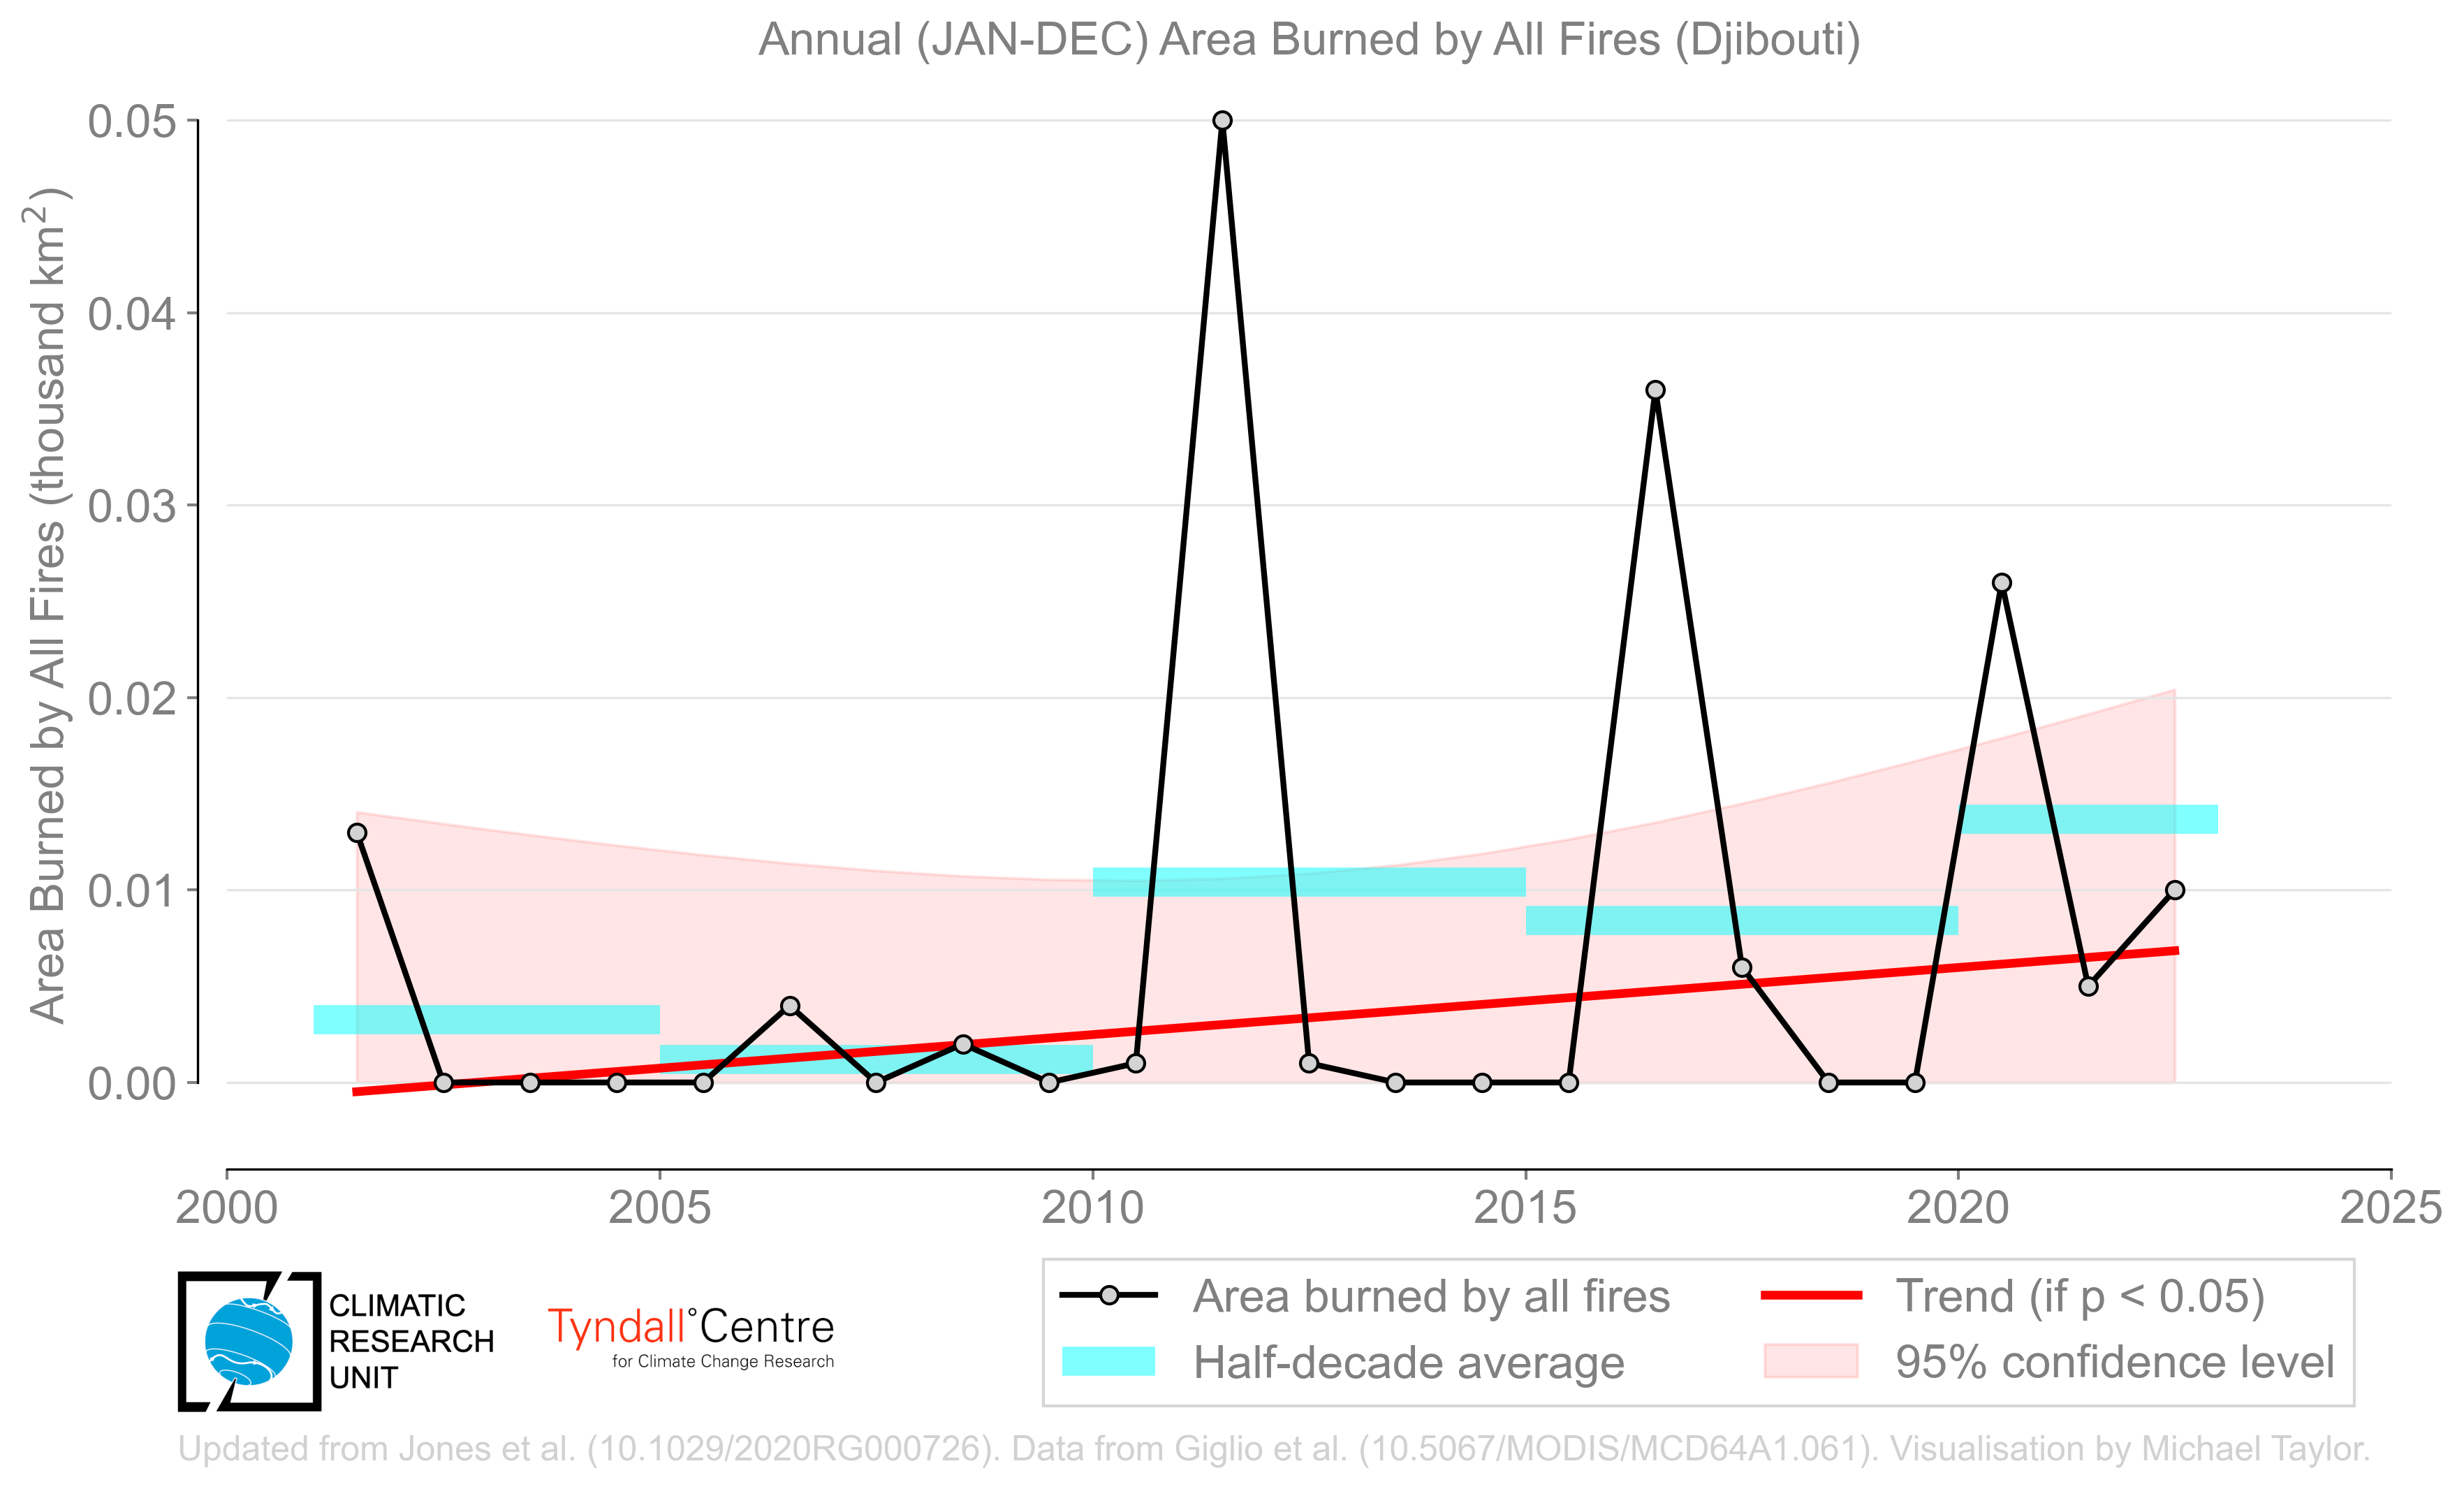 Annual (JAN-DEC) Area Burned by All Fires (Djibouti)
Area Burned by All Fires (thousand km²)
0.05
0.04
0.03
0.02
0.01
0.00
2000 2005 2010 2015 2020 2025
CLIMATIC
RESEARCH
UNIT
Tyndall°Centre
for Climate Change Research
Area burned by all fires
Half-decade average
Trend (if p < 0.05)
95% confidence level
Updated from Jones et al. (10.1029/2020RG000726). Data from Giglio et al. (10.5067/MODIS/MCD64A1.061). Visualisation by Michael Taylor.